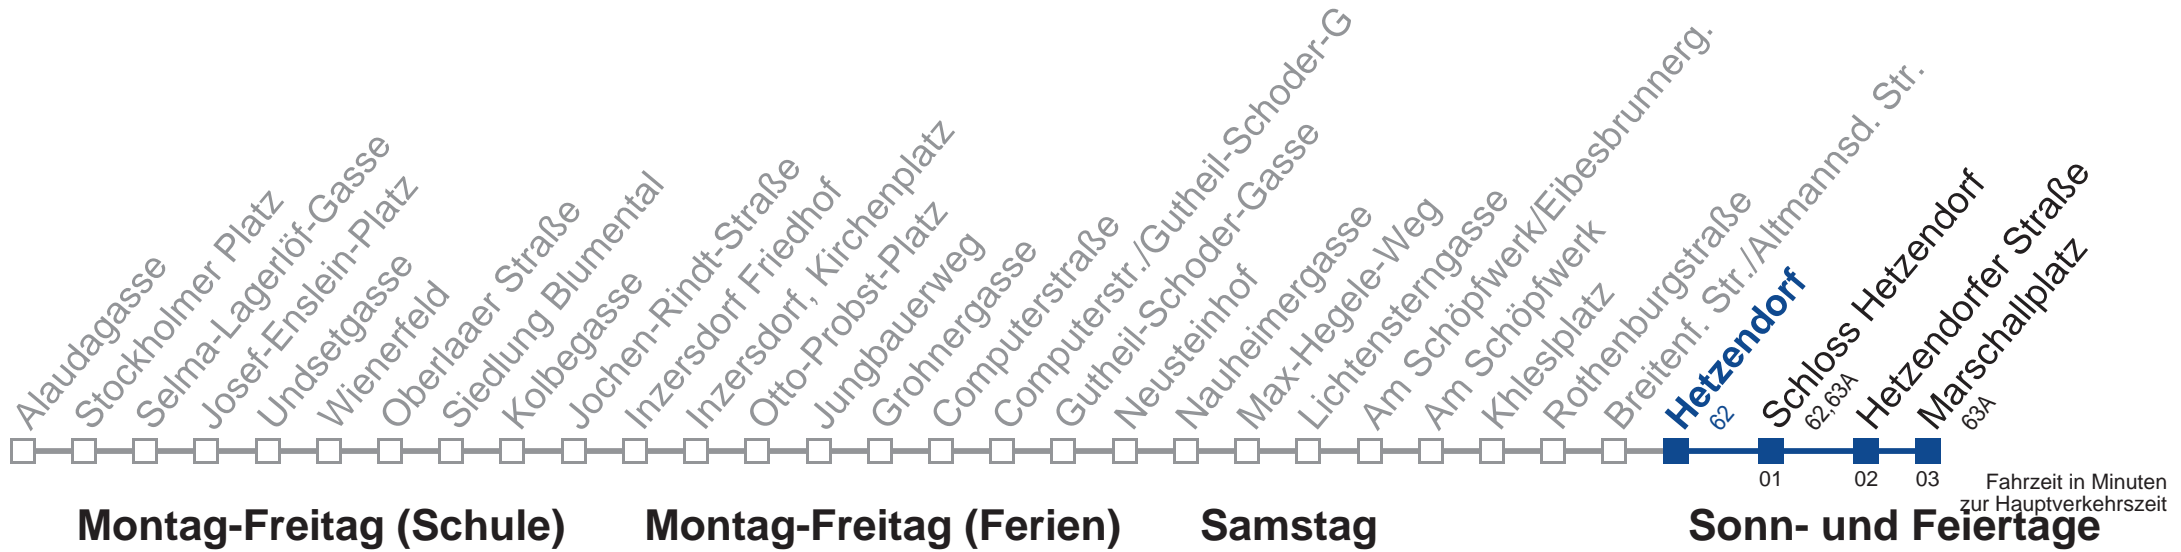 Alaudagasse
Stockholmer Platz
Selma-Lagerlöf-Gasse
Josef-Enslein-Platz
Undsetgasse
Wienerfeld
Oberlaaer Straße
Siedlung Blumental
Kolbegasse
Jochen-Rindt-Straße
Inzersdorf Friedhof
Inzersdorf, Kirchenplatz
Otto-Probst-Platz
Jungbauerweg
Grohnergasse
Computerstraße
Computerstr./Gutheil-Schoder-G
Gutheil-Schoder-Gasse
Neusteinhof
Nauheimergasse
Max-Hegele-Weg
Lichtensterngasse
Am Schöpfwerk/Eibesbrunnerg.
Am Schöpfwerk
Khleslplatz
Rothenburgstraße
Breitenf. Str./Altmannsd. Str.
Hetzendorf
62
Schloss Hetzendorf
62,63A
Hetzendorfer Straße
Marschallplatz
63A
01
02
03
Fahrzeit in Minuten
zur Hauptverkehrszeit
Montag-Freitag (Schule)
Montag-Freitag (Ferien)
Samstag
Sonn- und Feiertage